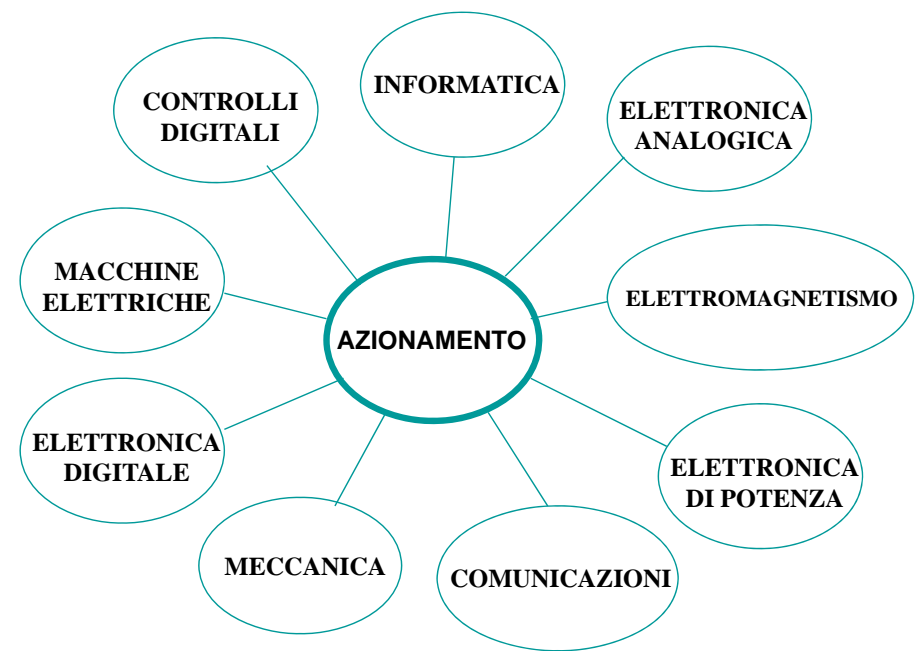 INFORMATICA
CONTROLLI
DIGITALI
ELETTRONICA
ANALOGICA
MACCHINE
ELETTRICHE
ELETTROMAGNETISMO
AZIONAMENTO
ELETTRONICA
DIGITALE
ELETTRONICA
DI POTENZA
MECCANICA
COMUNICAZIONI